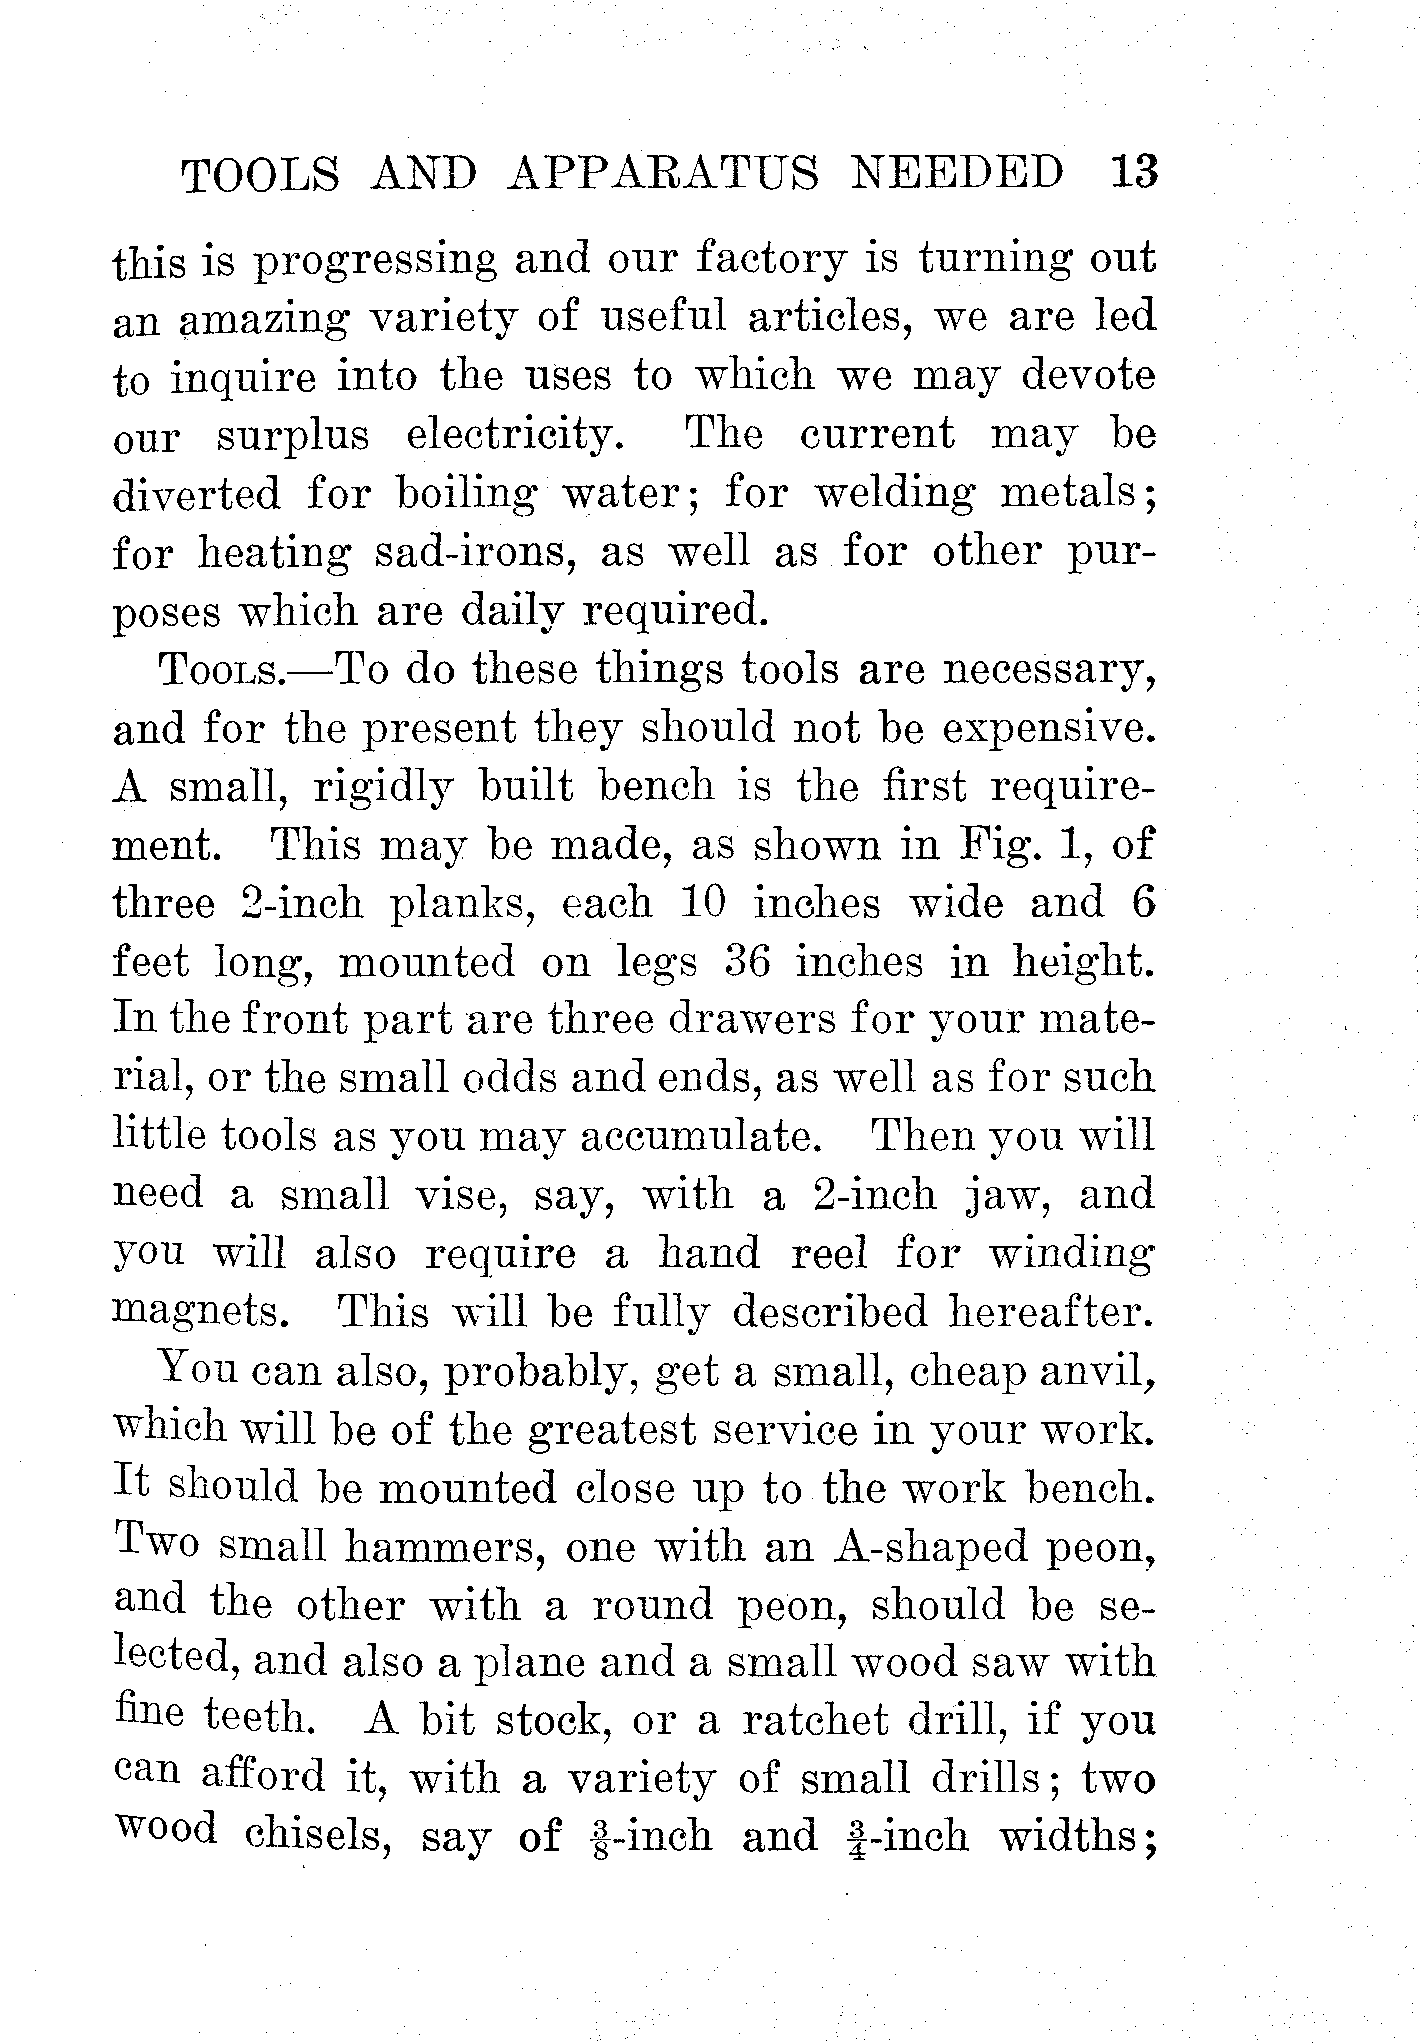 TOOLS AND APPARATUS NEEDED 13
this is progressing and our factory is turning out
an amazing variety of useful articles, we are led
to inquire into the uses to which we may devote
our surplus electricity. The current may be
diverted for boiling water; for welding metals;
for heating sad-irons, as well as for other pur-
poses which are daily required.
TOOLS.—To do these things tools are necessary,
and for the present they should not be expensive.
A small, rigidly built bench is the first require-
ment. This may be made, as shown in Fig. 1, of
three 2-inch planks, each 10 inches wide and 6
feet long, mounted on legs 36 inches in height.
In the front part are three drawers for your mate-
rial, or the small odds and ends, as well as for such
little tools as you may accumulate. Then you will
need a small vise, say, with a 2-inch jaw, and
you will also require a hand reel for winding
magnets. This will be fully described hereafter.
You can also, probably, get a small, cheap anvil,
which will be of the greatest service in your work.
It should be mounted close up to the work bench.
Two small hammers, one with an A-shaped peon,
and the other with a round peon, should be se-
lected, and also a plane and a small wood saw with
fine teeth. A bit stock, or a ratchet drill, if you
can afford it, with a variety of small drills; two
wood chisels, say of ⅜-inch and ¾-inch widths;